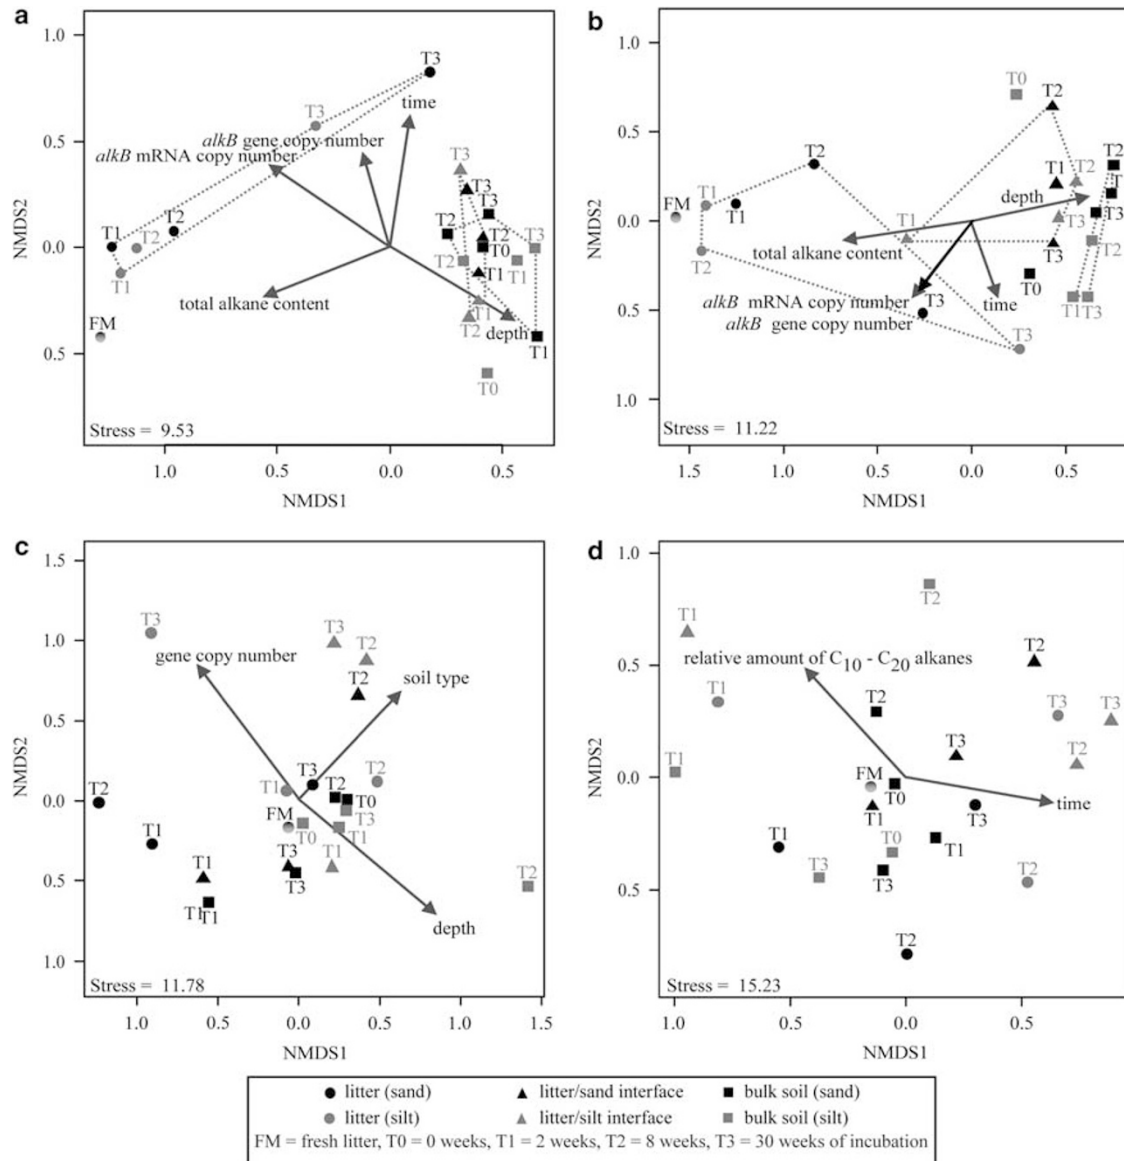 a
1.0
0.5
0.0
0.5
NMDS2
T3
T3
time
alkB gene copy number
alkB mRNA copy number
T3
T3
T3
T2
T1
T2
T2
T2
T0
T3
T1
T2
T1
T1
T1
T2
total alkane content
depth
FM
T1
T0
Stress = 9.53
1.0
0.5
0.0
0.5
NMDS1
b
1.0
0.5
0.0
0.5
1.0
NMDS2
T0
T2
T2
T2
T1
T2
T1
depth
T1
FM
T1
T1
T3
T3
T2
total alkane content
T3
T2
T0
alkB mRNA copy number
T3
time
T1
T3
alkB gene copy number
T3
Stress = 11.22
1.5
1.0
0.5
0.0
0.5
NMDS1
c
1.5
1.0
0.5
0.0
0.5
1.0
NMDS2
T3
T3
T2
gene copy number
T2
soil type
T3
T2
T2
T1
T2
T0
FM
T3
T1
T0
T1
T1
T3
T1
T3
T2
T1
T1
depth
Stress = 11.78
1.0
0.5
0.0
0.5
1.0
1.5
NMDS1
d
1.0
0.5
0.0
0.5
NMDS2
T2
T1
T2
relative amount of C10 - C20 alkanes
T1
T2
T3
T3
T3
T2
T1
FM
T0
T1
T3
time
T1
T0
T1
T3
T3
T2
T2
Stress = 15.23
1.0
0.5
0.0
0.5
NMDS1
litter (sand) litter/sand interface bulk soil (sand)
litter (silt) litter/silt interface bulk soil (silt)
FM = fresh litter, T0 = 0 weeks, T1 = 2 weeks, T2 = 8 weeks, T3 = 30 weeks of incubation